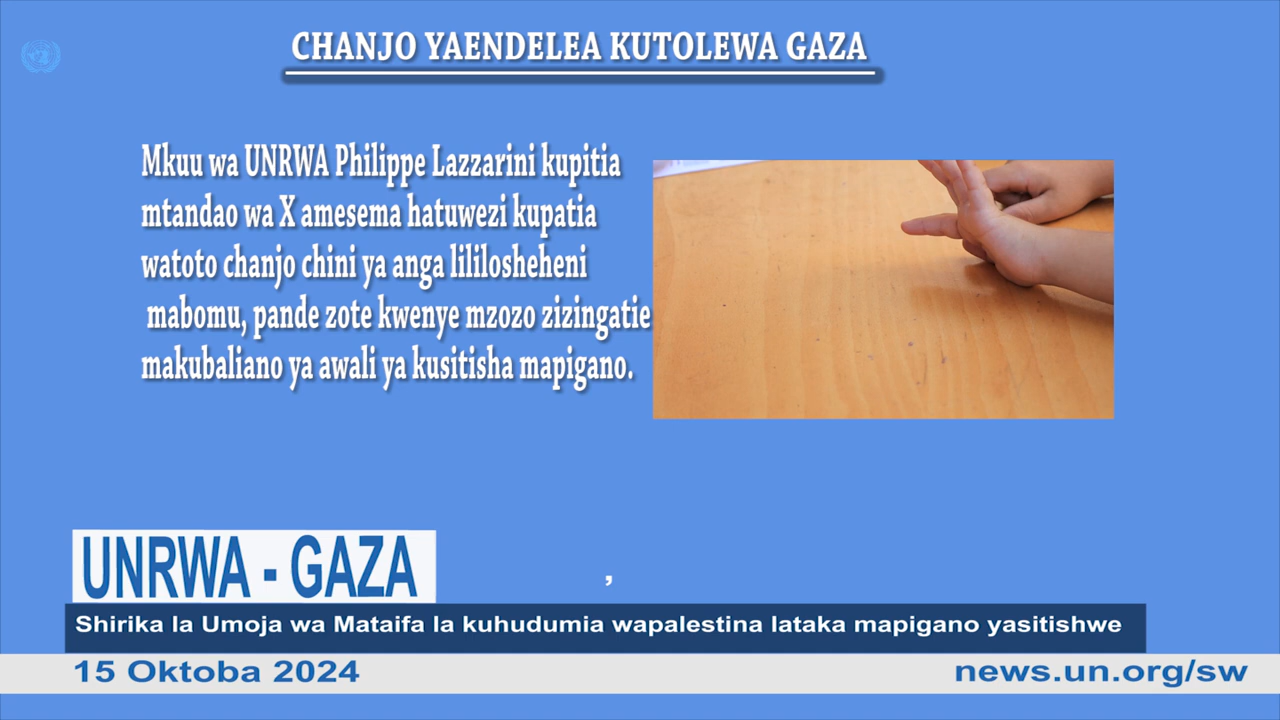 CHANJO YAENDELEA KUTOLEWA GAZA
Mkuu wa UNRWA Philippe Lazzarini kupitia
mtandao wa X amesema hatuwezi kupatia
watoto chanjo chini ya anga lililosheheni
mabomu, pande zote kwenye mzozo zizingatie
makubaliano ya awali ya kusitisha mapigano.
UNRWA - GAZA
,
Shirika la Umoja wa Mataifa la kuhudumia wapalestina lataka mapigano yasitishwe
15 Oktoba 2024
news.un.org/sw